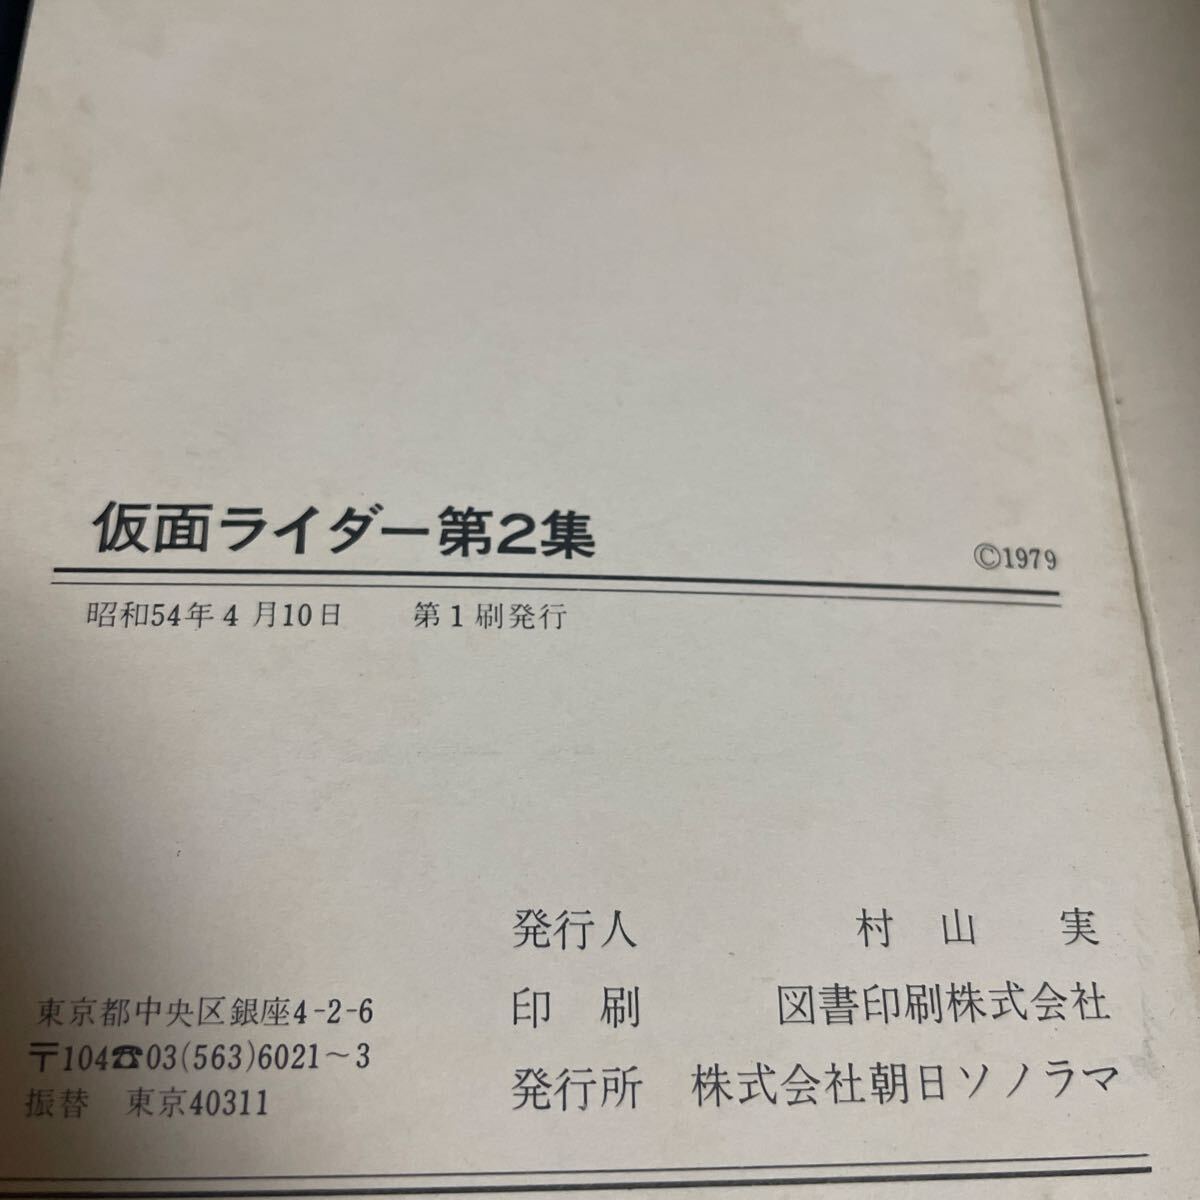 仮面ライダー第2集
©1979
昭和54年4月10日 第1刷発行
発行人 村山 実
印刷 図書印刷株式会社
発行所 株式会社朝日ソノラマ
東京都中央区銀座4-2-6
〒104☎03(563)6021～3
振替 東京40311